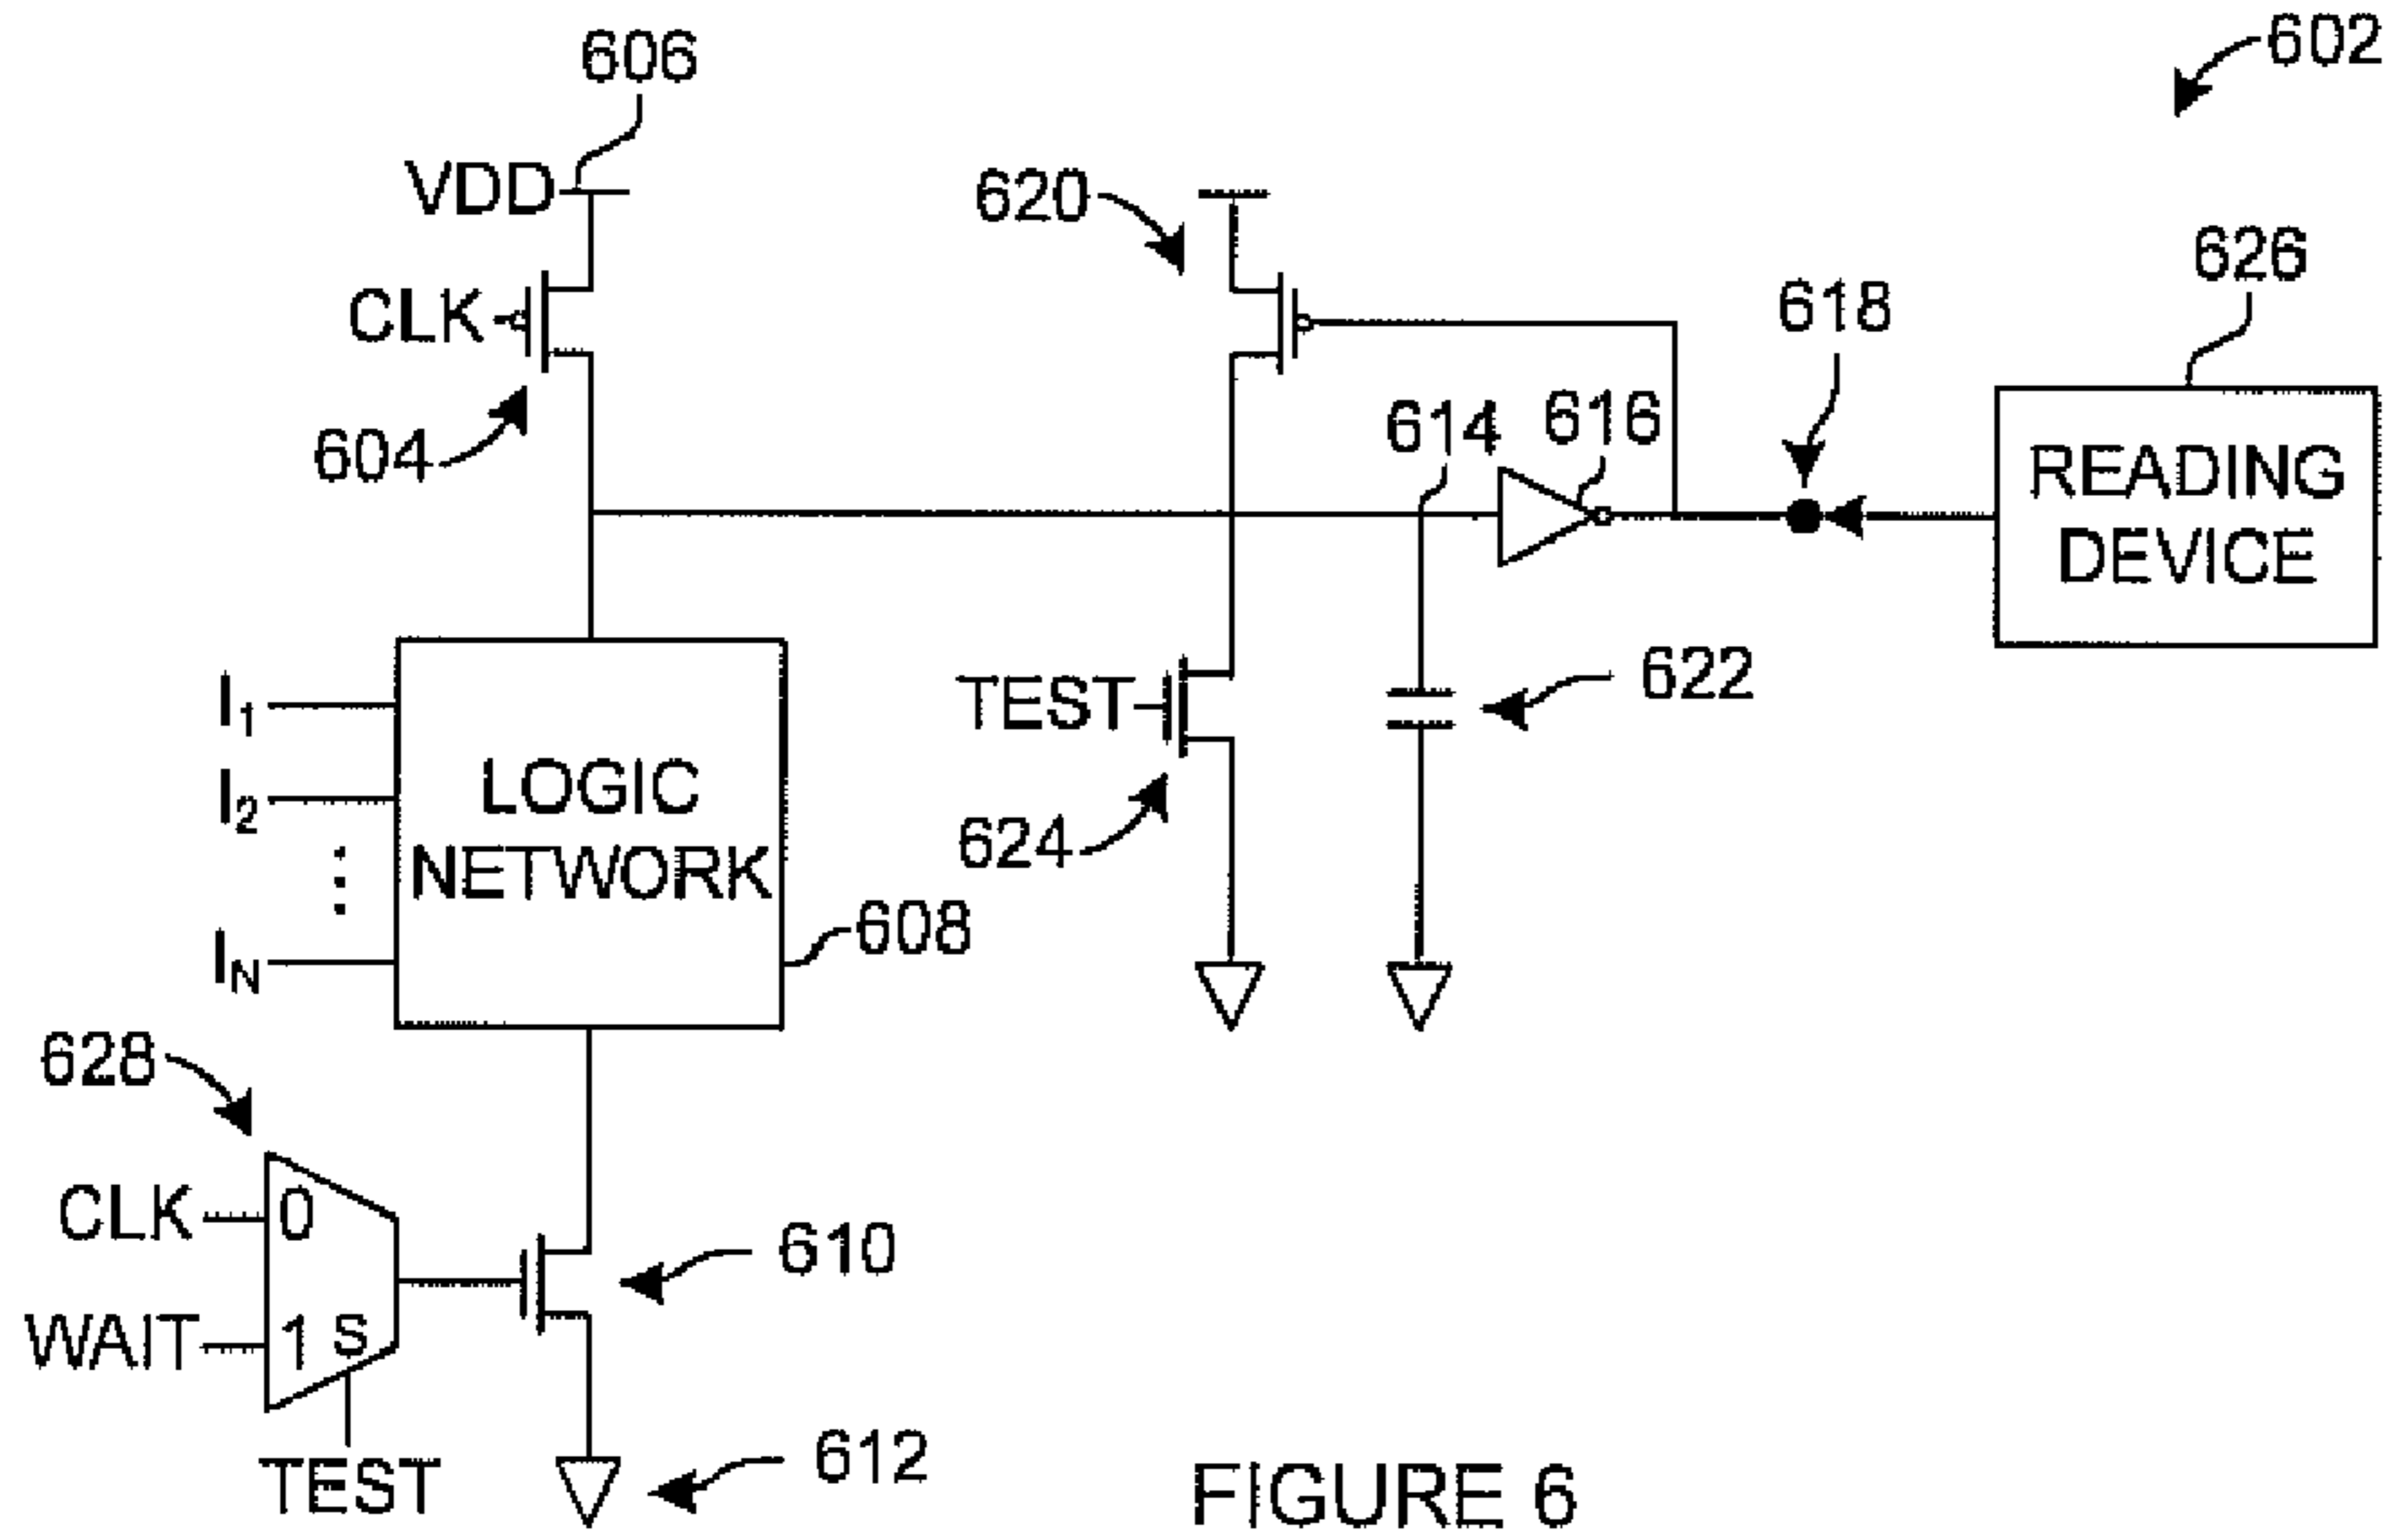 602
606
VDD
620
CLK
604
618
626
614
616
READING
DEVICE
I1
I2
IN
LOGIC
NETWORK
608
TEST
624
622
628
CLK
0
WAIT
1 S
TEST
610
612
FIGURE 6